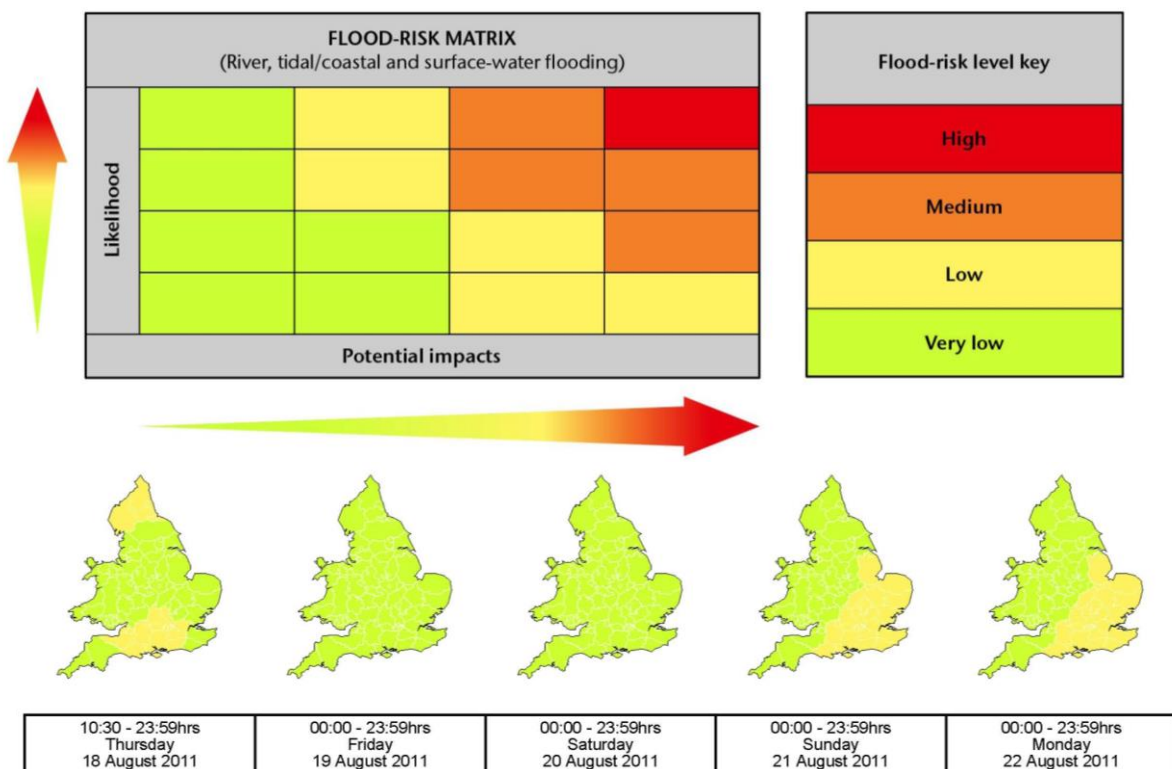 FLOOD-RISK MATRIX
(River, tidal/coastal and surface-water flooding)
Likelihood
Potential impacts
Flood-risk level key
High
Medium
Low
Very low
10:30 - 23:59hrs
Thursday
18 August 2011
00:00 - 23:59hrs
Friday
19 August 2011
00:00 - 23:59hrs
Saturday
20 August 2011
00:00 - 23:59hrs
Sunday
21 August 2011
00:00 - 23:59hrs
Monday
22 August 2011